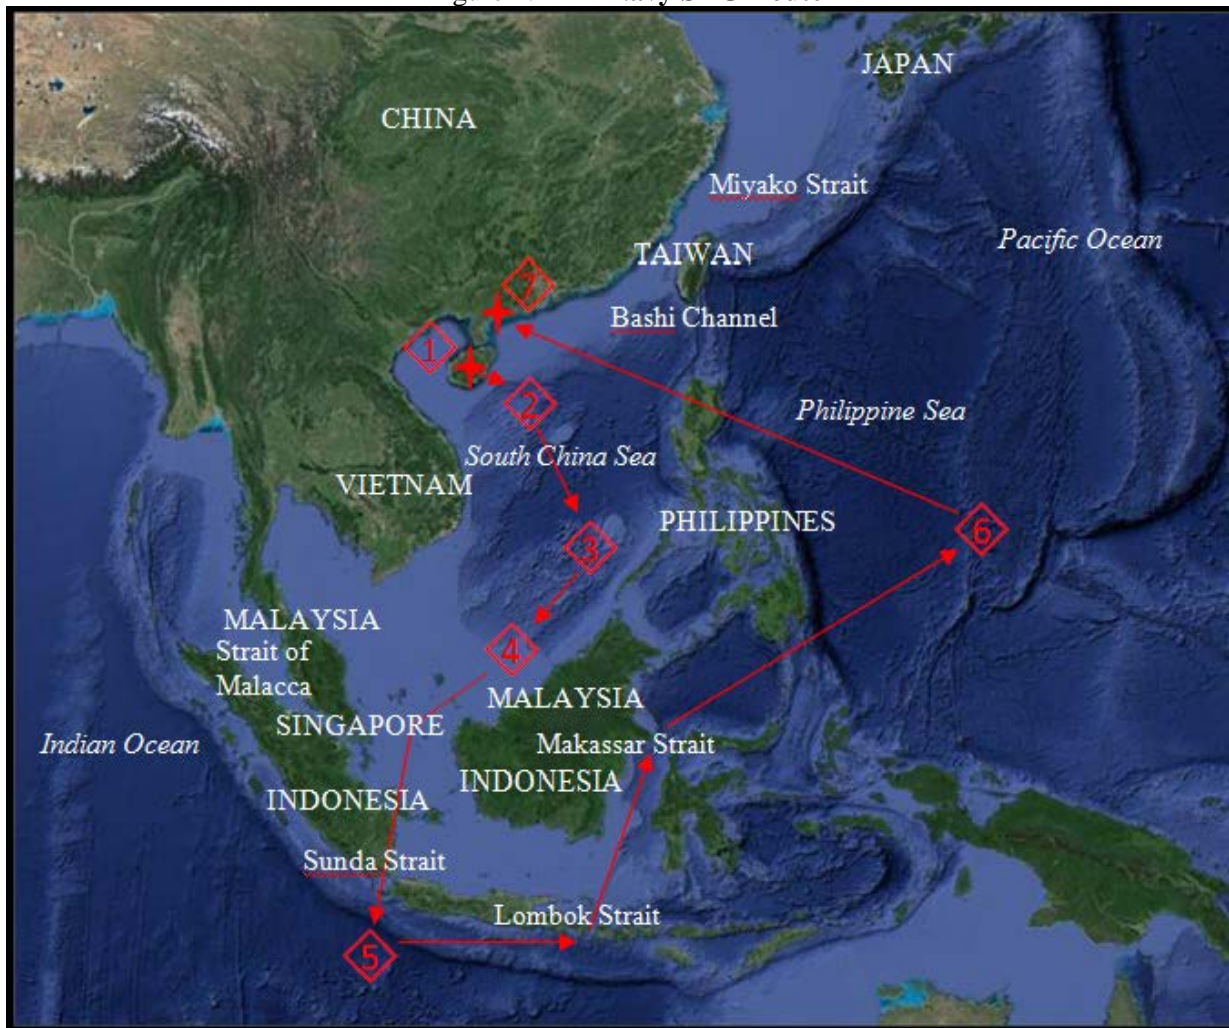 JAPAN
CHINA
Miyako Strait
Pacific Ocean
TAIWAN
7
Bashi Channel
1
2
Philippine Sea
South China Sea
VIETNAM
PHILIPPINES
6
3
MALAYSIA
Strait of
Malacca
4
MALAYSIA
SINGAPORE
Indian Ocean
Makassar Strait
INDONESIA
INDONESIA
Sunda Strait
Lombok Strait
5